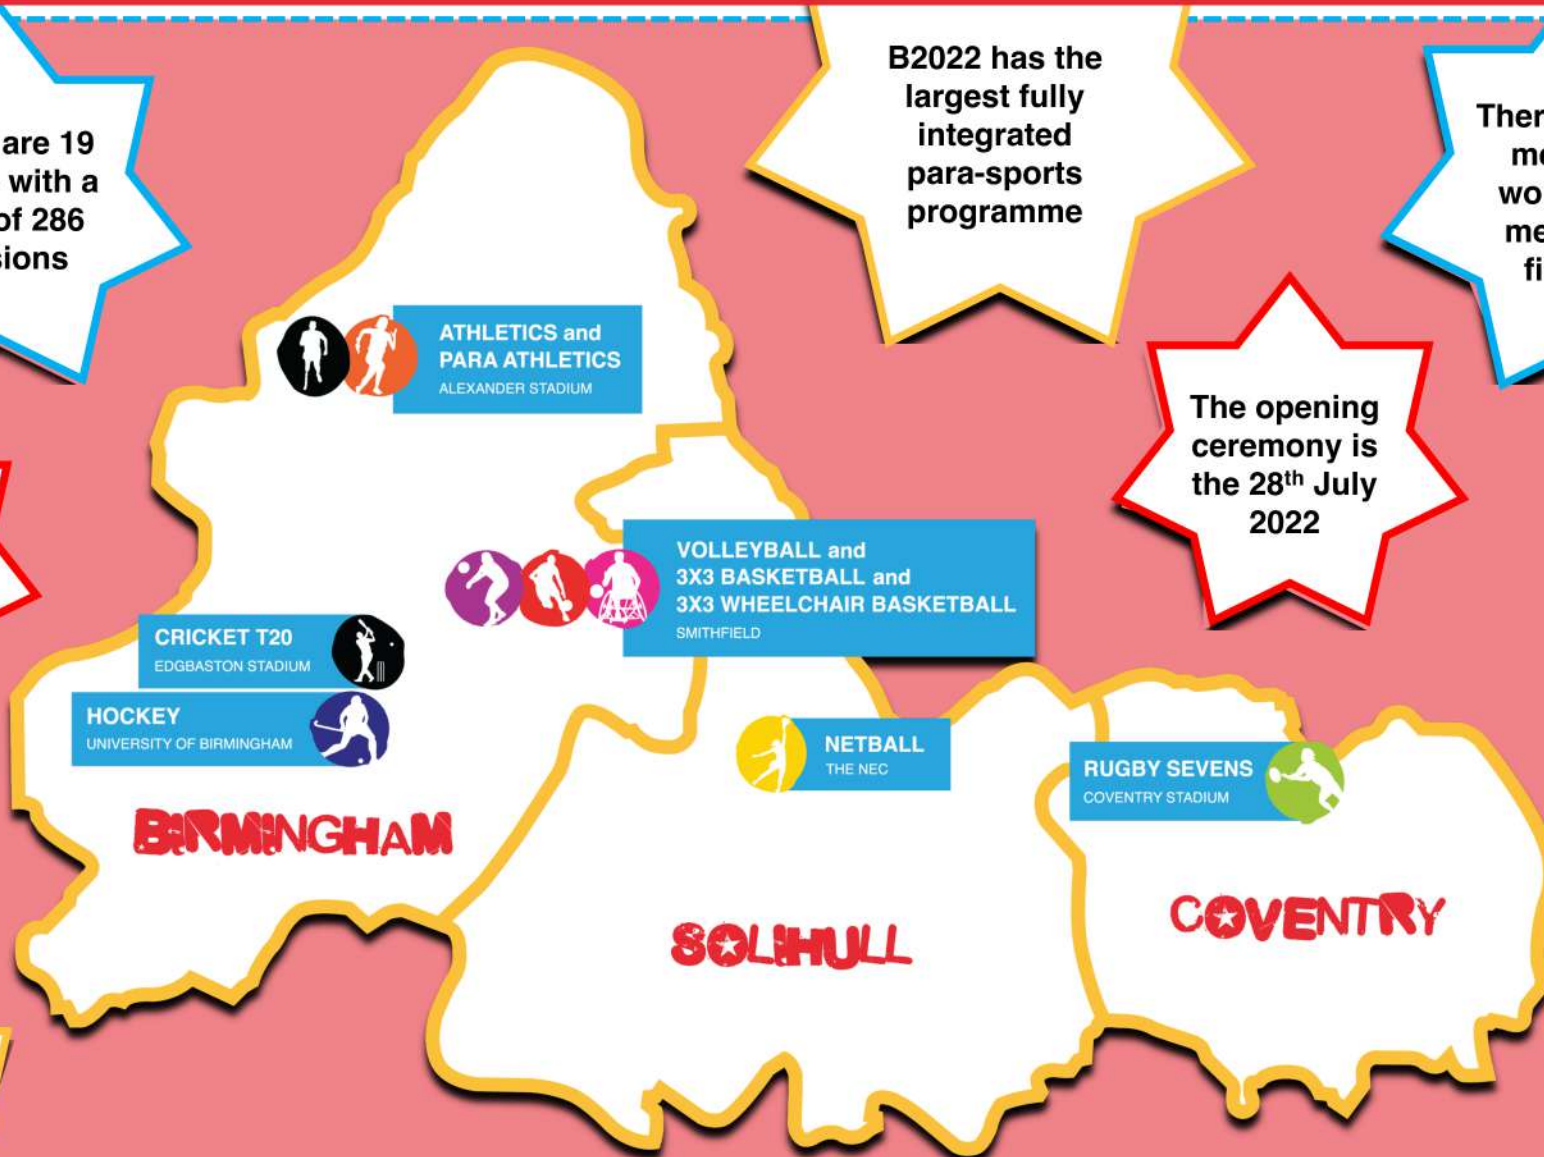 are 19
with a
of 286
B2022 has the
largest fully
integrated
para-sports
programme
The opening
ceremony is
the 28th July
2022
ATHLETICS and
PARA ATHLETICS
ALEXANDER STADIUM
VOLLEYBALL and
3X3 BASKETBALL and
3X3 WHEELCHAIR BASKETBALL
SMITHFIELD
CRICKET T20
EDGBASTON STADIUM
HOCKEY
UNIVERSITY OF BIRMINGHAM
NETBALL
THE NEC
RUGBY SEVENS
COVENTRY STADIUM
BIRMINGHAM
SOLIHULL
COVENTRY